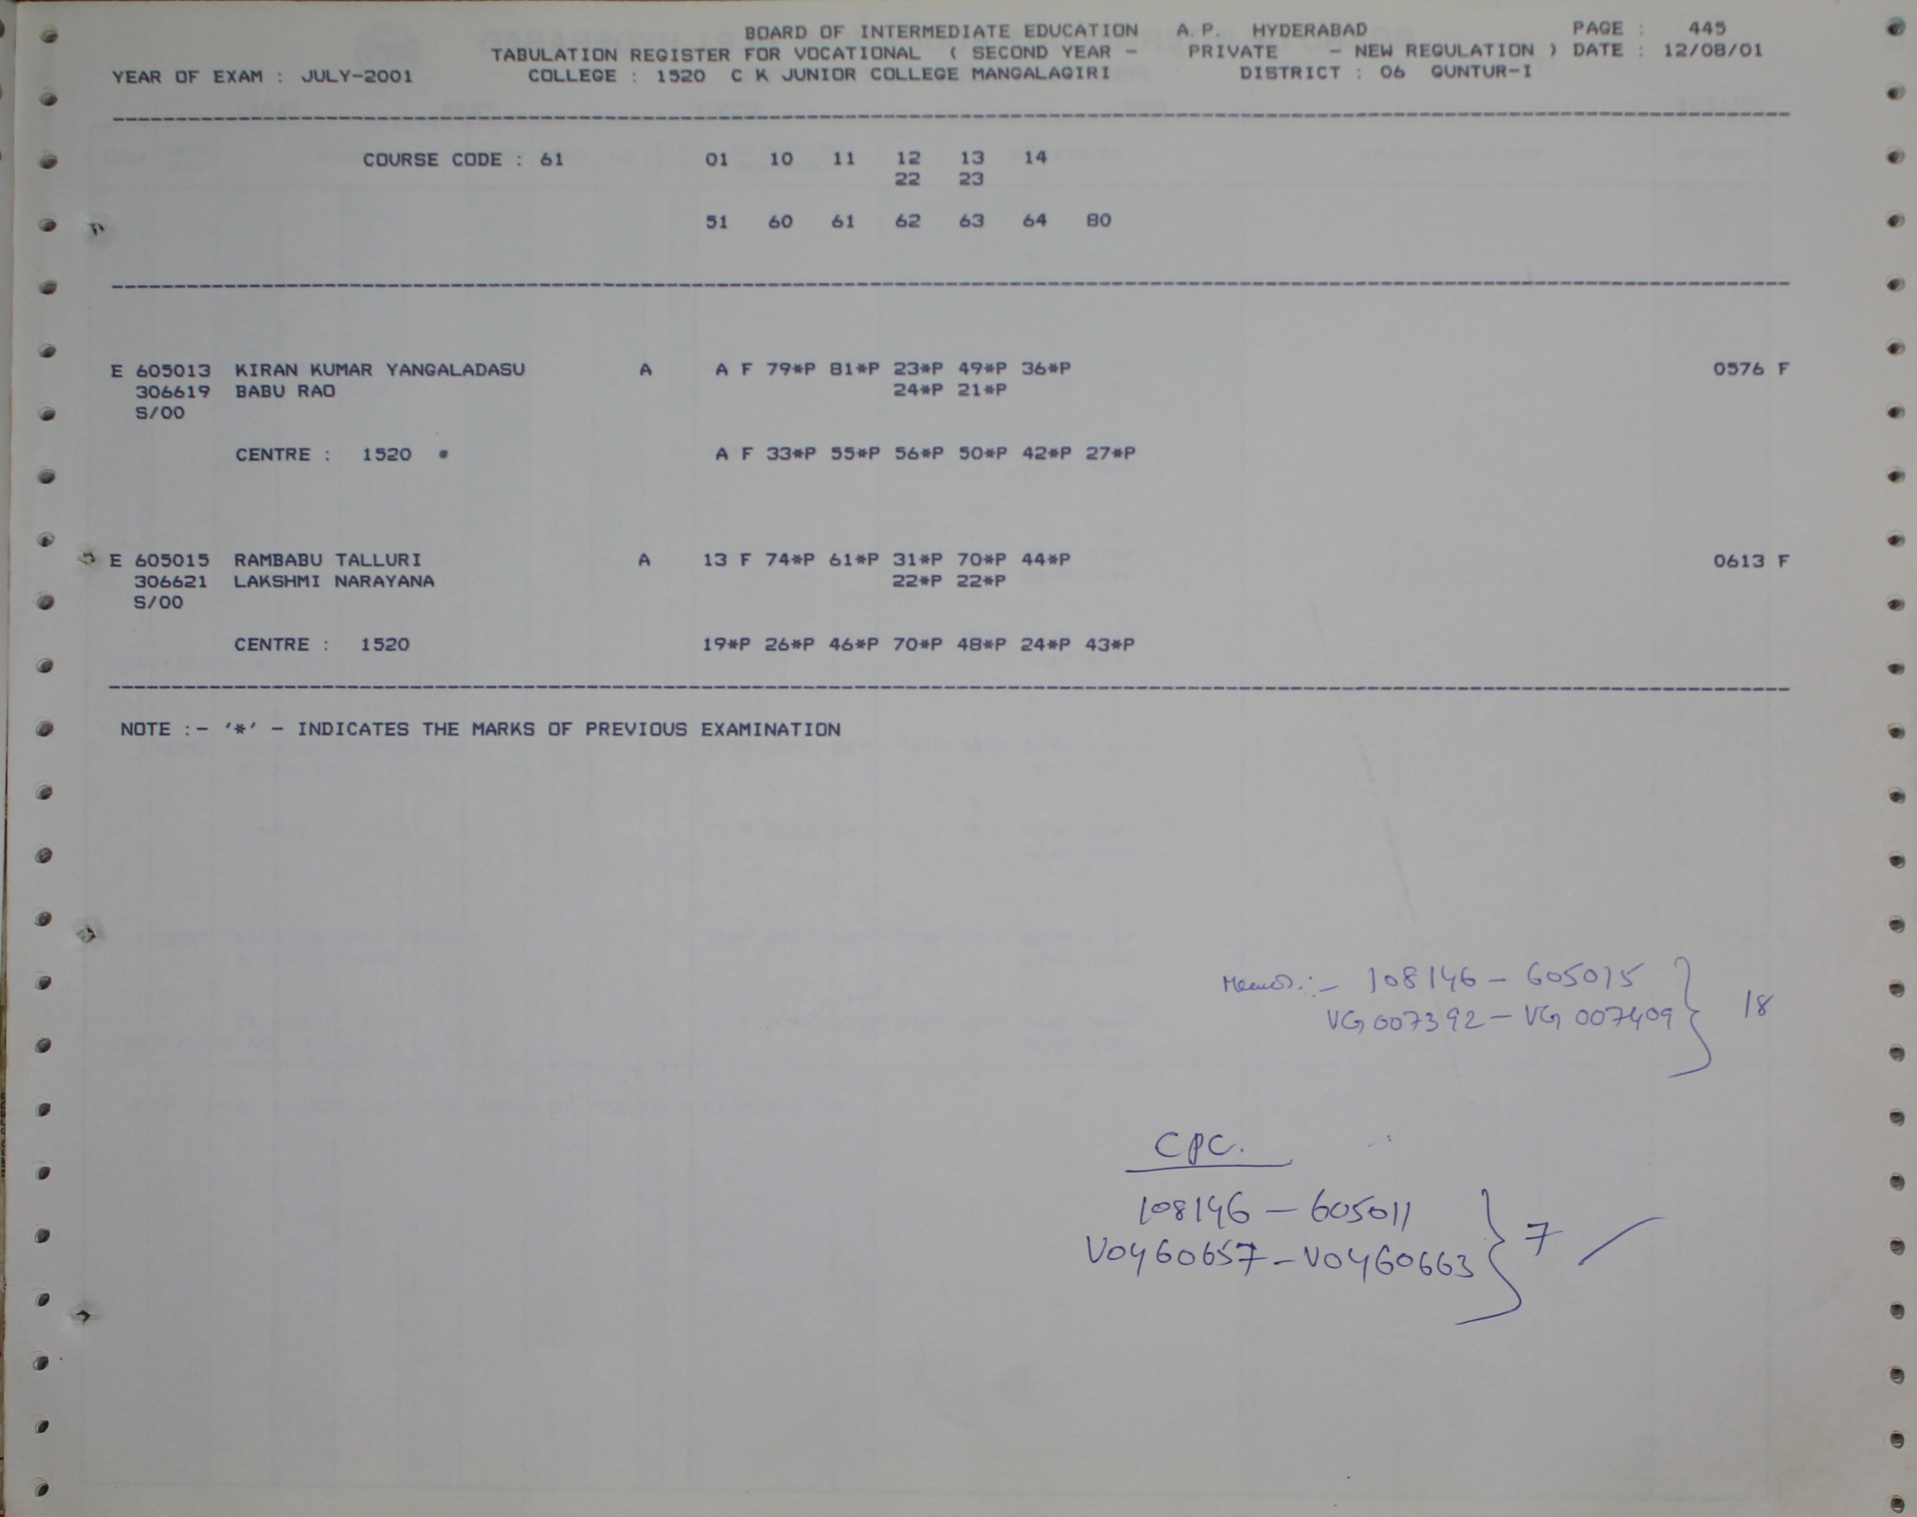 BOARD OF INTERMEDIATE EDUCATION A.P. HYDERABAD PAGE : 445
TABULATION REGISTER FOR VOCATIONAL ( SECOND YEAR - PRIVATE - NEW REGULATION ) DATE : 12/08/01
YEAR OF EXAM : JULY-2001 COLLEGE : 1520 C K JUNIOR COLLEGE MANGALAGIRI DISTRICT : 06 GUNTUR-I
COURSE CODE : 61 01 10 11 12 13 14
22 23
51 60 61 62 63 64 80
E 605013 KIRAN KUMAR YANGALADASU A A F 79*P 81*P 23*P 49*P 36*P 0576 F
306619 BABU RAO 24*P 21*P
S/00
CENTRE : 1520 A F 33*P 55*P 56*P 50*P 42*P 27*P
E 605015 RAMBABU TALLURI A 13 F 74*P 61*P 31*P 70*P 44*P 0613 F
306621 LAKSHMI NARAYANA 22*P 22*P
S/00
CENTRE : 1520 19*P 26*P 46*P 70*P 48*P 24*P 43*P
NOTE :- '*' - INDICATES THE MARKS OF PREVIOUS EXAMINATION
:- 108146 - 605015
VG 007392 - VG 007409 } 18
CPC.
108146 - 605011
V0460657 - V0460663 } 7